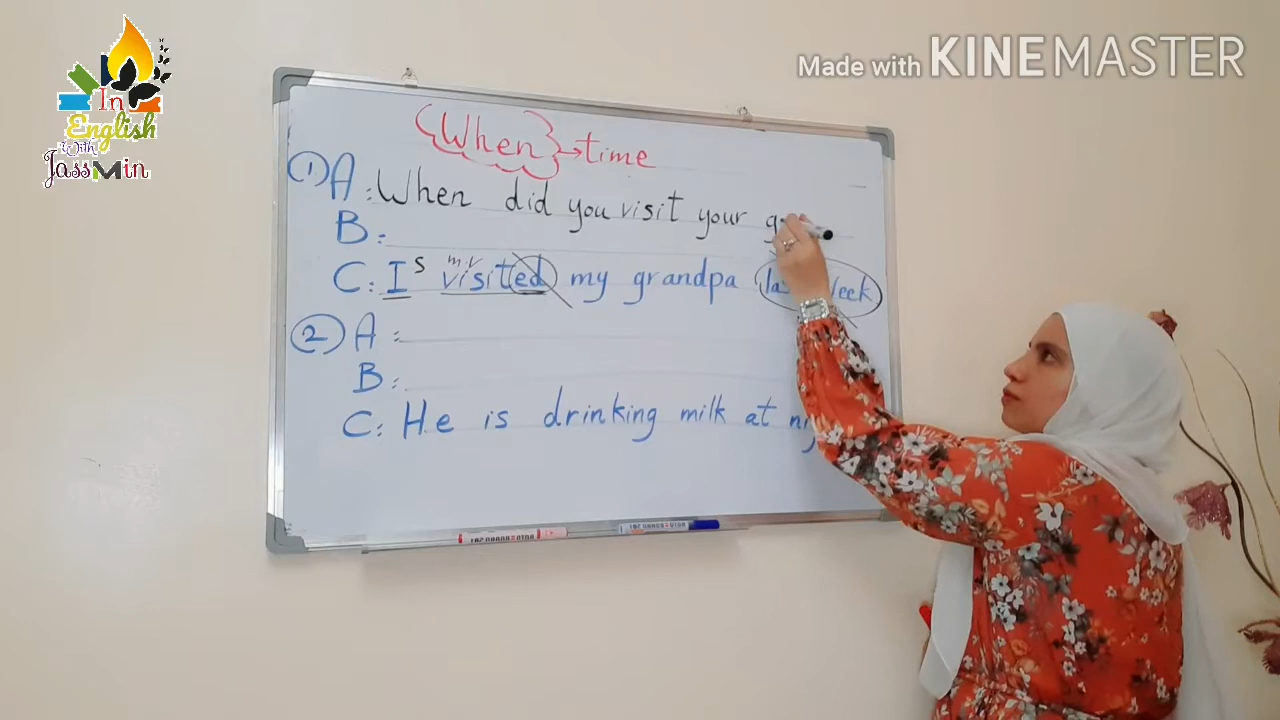 Made with KINEMASTER
In
English
with
JassMin
When → time
① A: When did you visit your g
B:
m.v
C: I s visited my grandpa last week
② A:
B:
C: He is drinking milk at